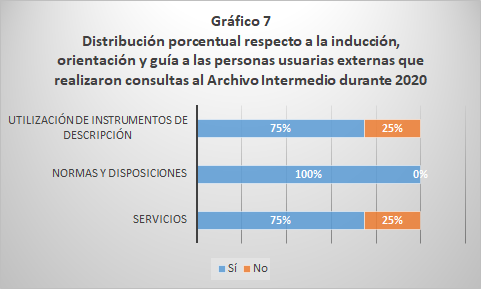 Gráfico 7
Distribución porcentual respecto a la inducción,
orientación y guía a las personas usuarias externas que
realizaron consultas al Archivo Intermedio durante 2020
UTILIZACIÓN DE INSTRUMENTOS DE
DESCRIPCIÓN
75% 25%
NORMAS Y DISPOSICIONES
100% 0%
SERVICIOS
75% 25%
Sí No